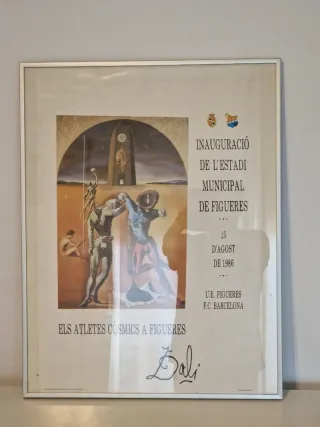 INAUGURACIÓ
DE L'ESTADI
MUNICIPAL
DE FIGUERES
15
D'AGOST
DE 1986
U.E. FIGUERES
F.C. BARCELONA
ELS ATLETES CÒSMICS A FIGUERES
Dalí